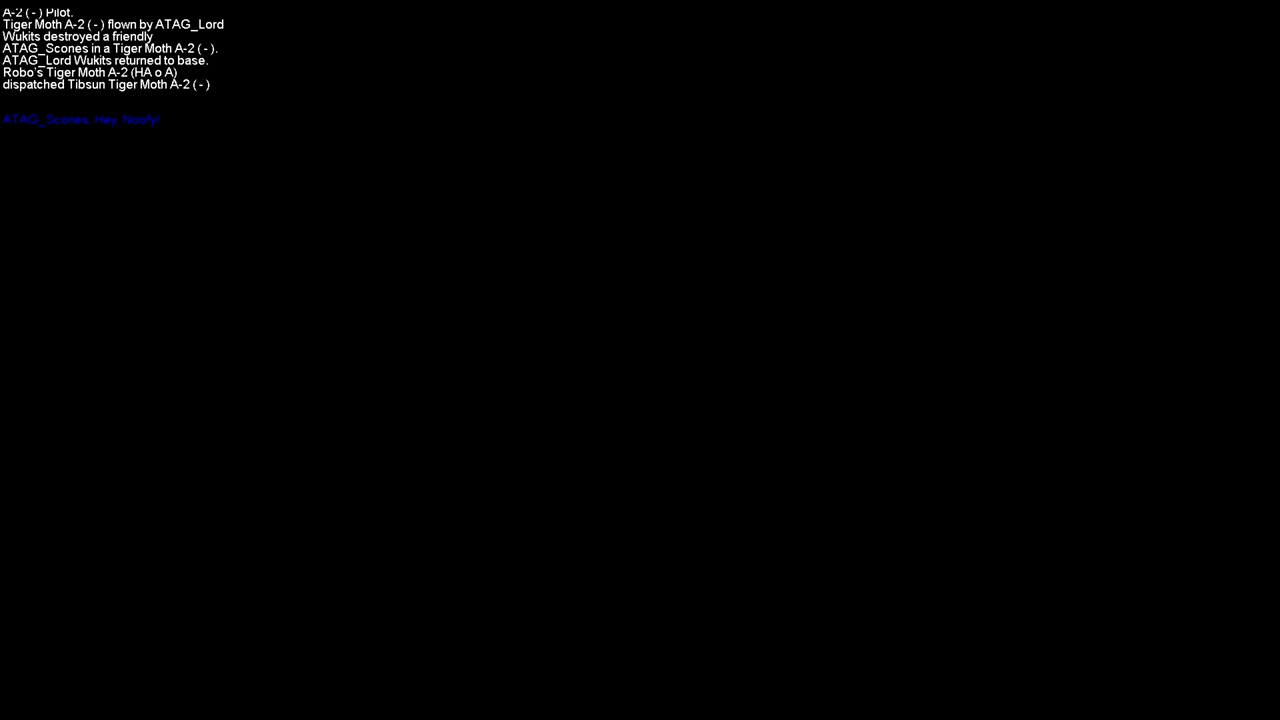 A-2 ( - ) Pilot.
Tiger Moth A-2 ( - ) flown by ATAG_Lord
Wukits destroyed a friendly
ATAG_Scones in a Tiger Moth A-2 ( - ).
ATAG_Lord Wukits returned to base.
Robo's Tiger Moth A-2 (HA o A)
dispatched Tibsun Tiger Moth A-2 ( - )
ATAG_Scones: Hey Noofy!